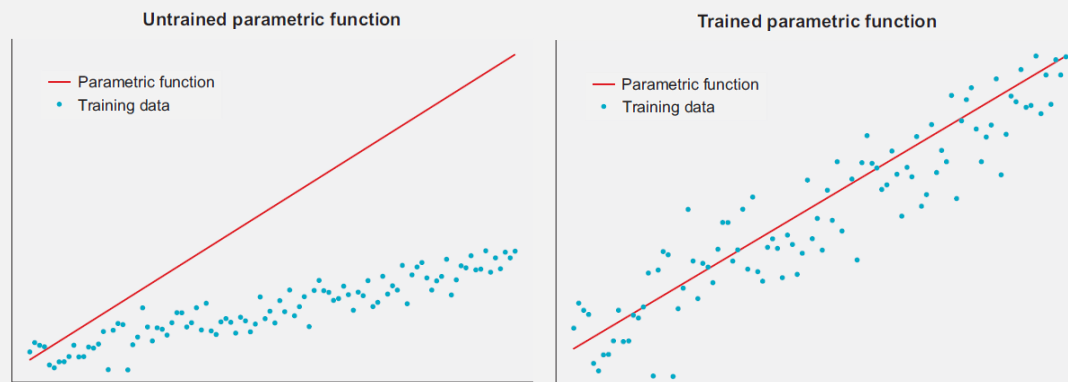 Untrained parametric function
Parametric function
Training data
Trained parametric function
Parametric function
Training data